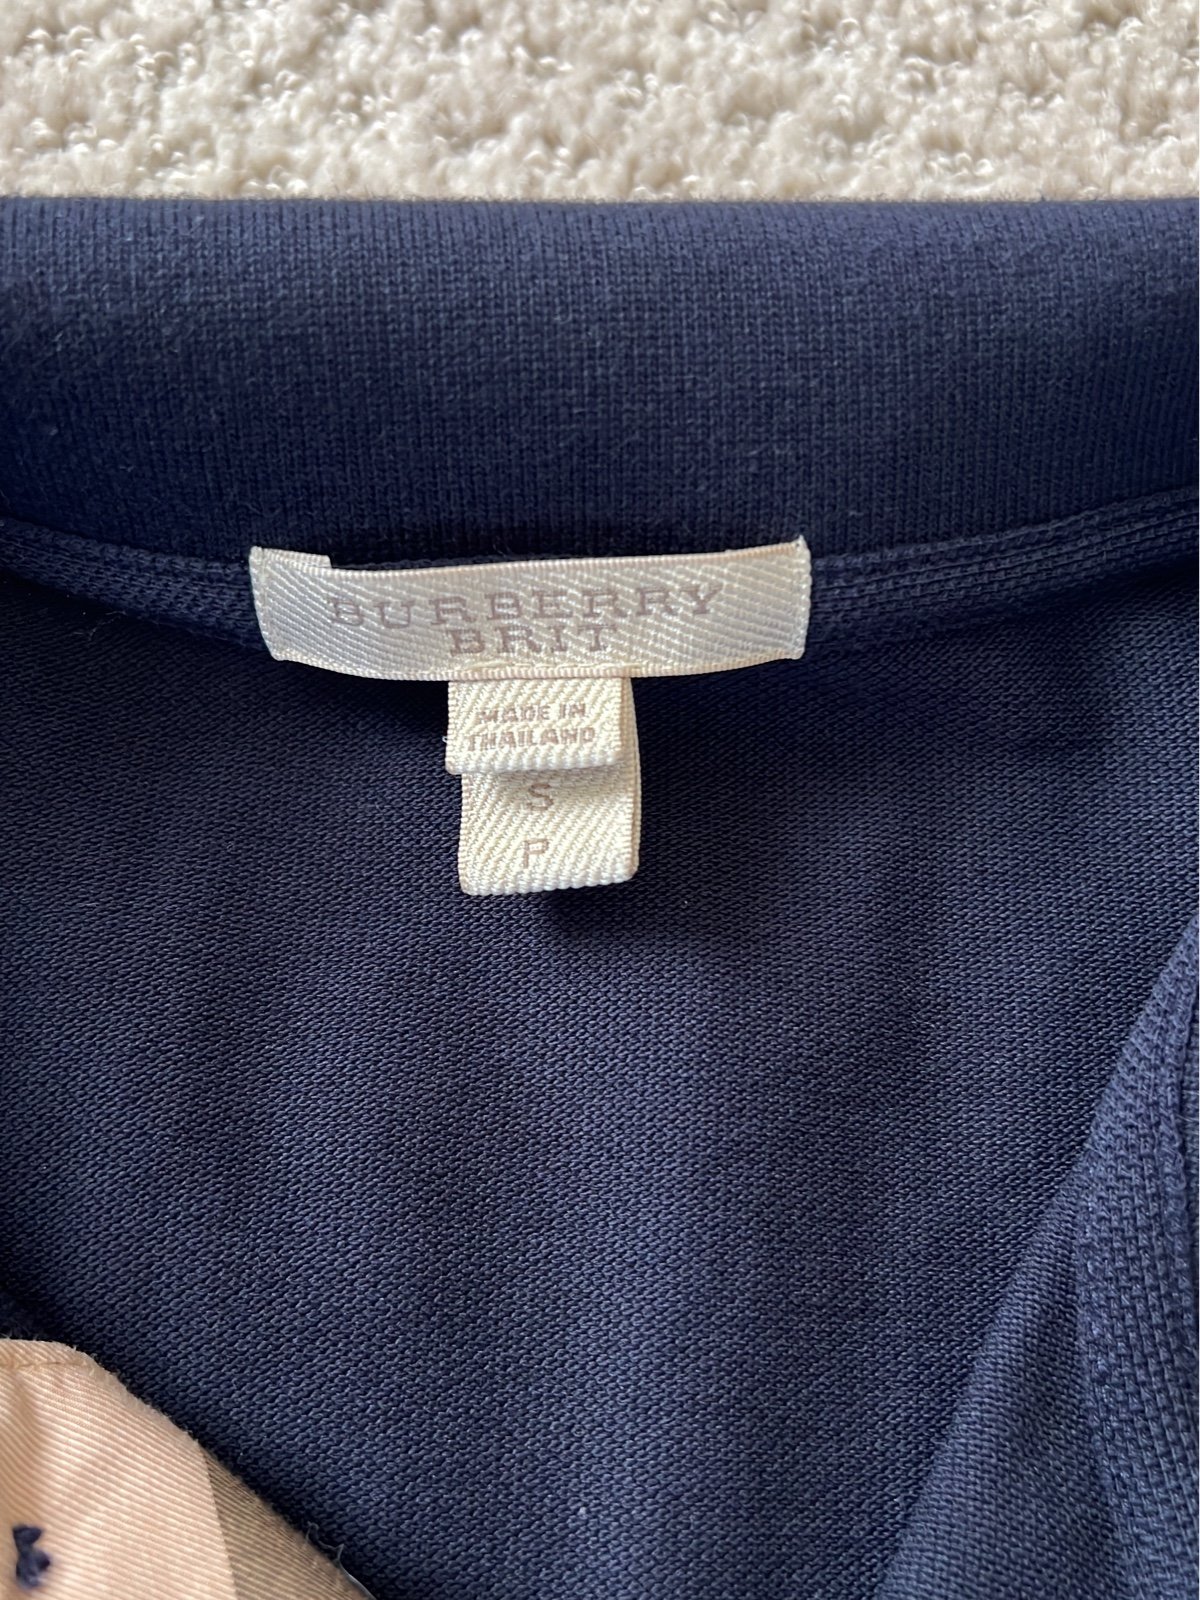 BURBERRY
BRIT
MADE IN
THAILAND
S
P